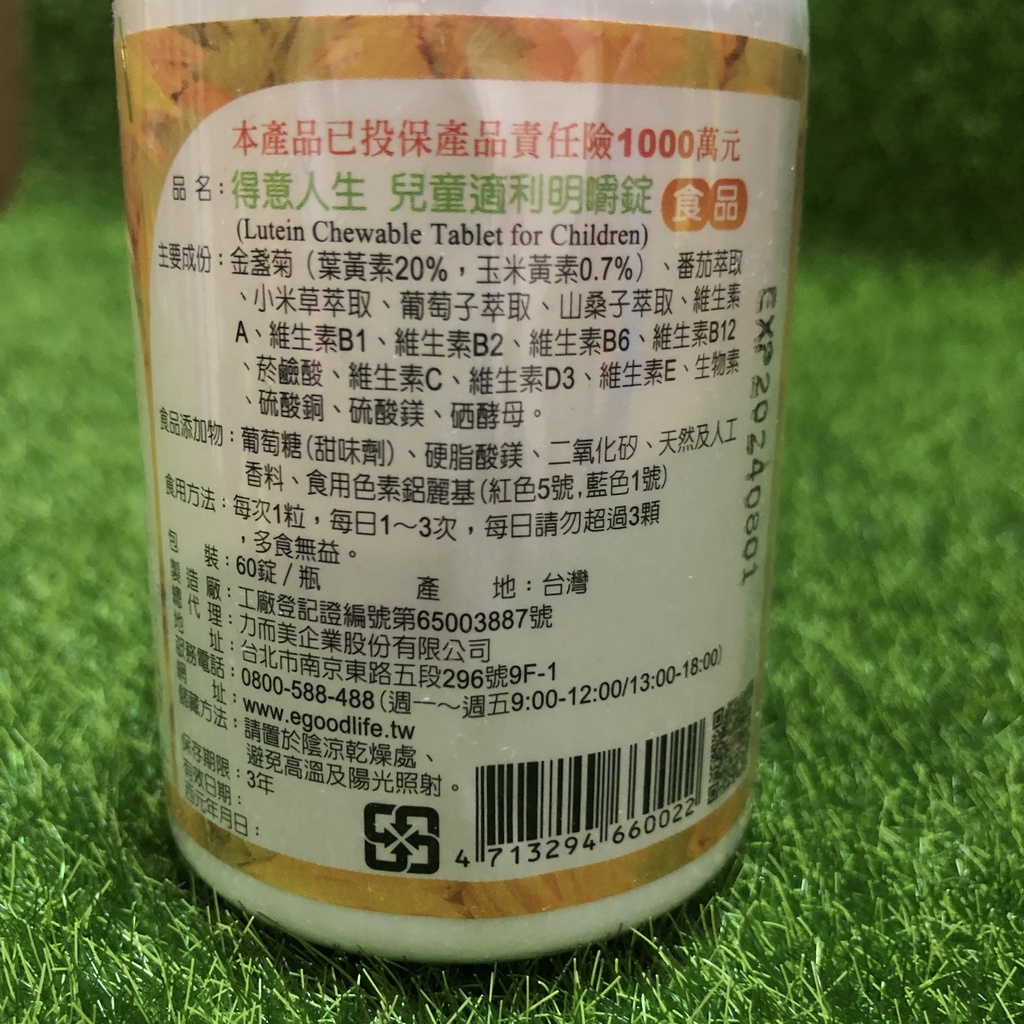 本產品已投保產品責任險1000萬元
品 名：得意人生 兒童適利明嚼錠 食品
(Lutein Chewable Tablet for Children)
主要成份：金盞菊（葉黃素20%，玉米黃素0.7%）、番茄萃取
、小米草萃取、葡萄子萃取、山桑子萃取、維生素
A、維生素B1、維生素B2、維生素B6、維生素B12
、菸鹼酸、維生素C、維生素D3、維生素E、生物素
、硫酸銅、硫酸鎂、硒酵母。
食品添加物：葡萄糖(甜味劑)、硬脂酸鎂、二氧化矽、天然及人工
香料、食用色素鋁麗基(紅色5號,藍色1號)
食用方法：每次1粒，每日1～3次，每日請勿超過3顆
，多食無益。
包 裝：60錠/瓶 產 地：台灣
製造廠：工廠登記證編號第65003887號
總代理：力而美企業股份有限公司
地 址：台北市南京東路五段296號9F-1
服務電話：0800-588-488(週一～週五9:00-12:00/13:00-18:00)
網 址：www.egoodlife.tw
儲藏方法：請置於陰涼乾燥處、
避免高溫及陽光照射。
保存期限：3年
有效日期：
西元年月日：
4 713294 660022
EXP20240801